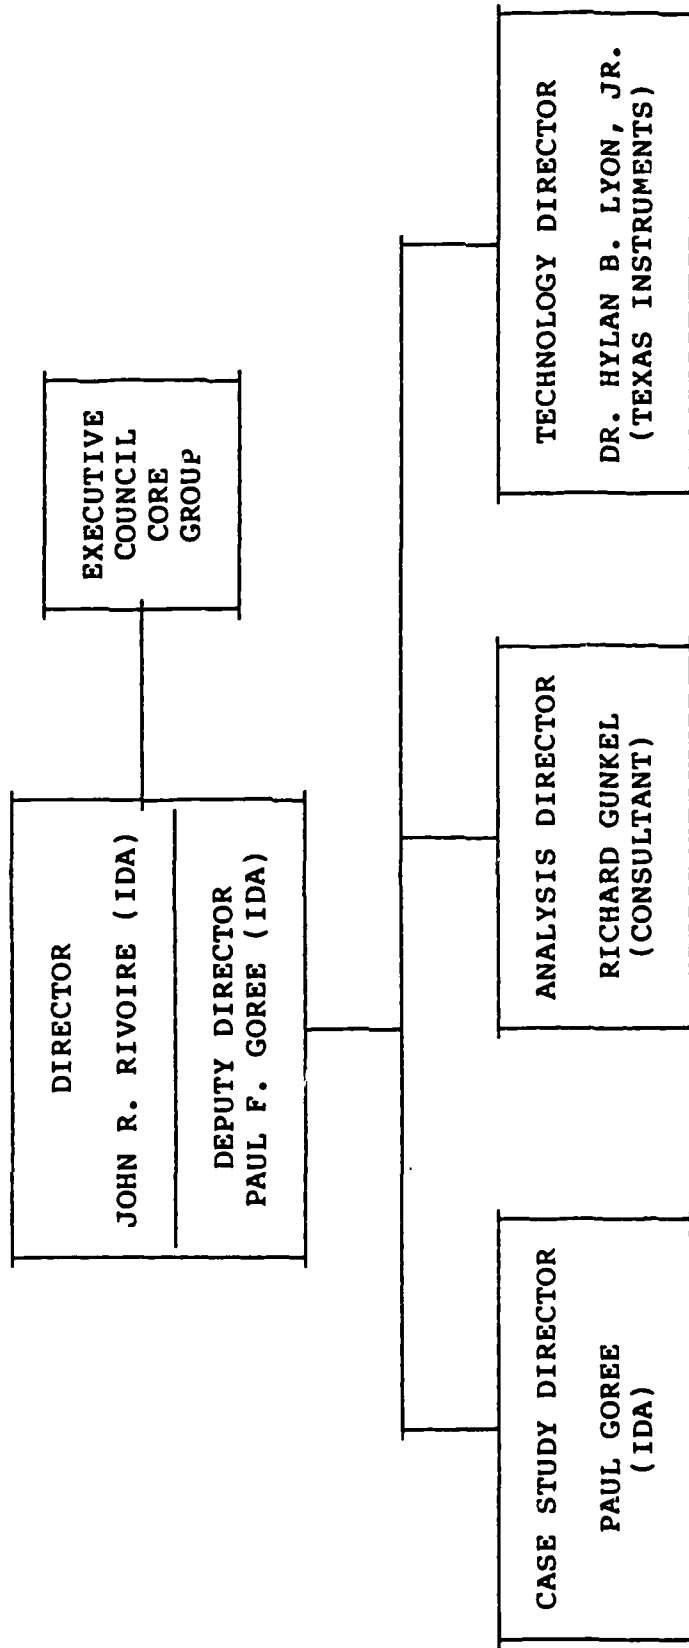 DIRECTOR
JOHN R. RIVOIRE (IDA)
DEPUTY DIRECTOR
PAUL F. GOREE (IDA)
EXECUTIVE
COUNCIL
CORE
GROUP
CASE STUDY DIRECTOR
PAUL GOREE
(IDA)
ANALYSIS DIRECTOR
RICHARD GUNKEL
(CONSULTANT)
TECHNOLOGY DIRECTOR
DR. HYLAN B. LYON, JR.
(TEXAS INSTRUMENTS)